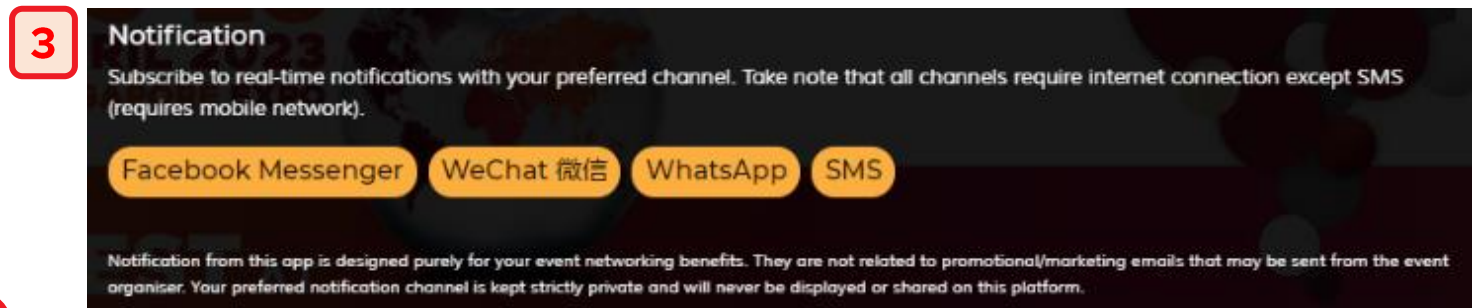 3
Notification
Subscribe to real-time notifications with your preferred channel. Take note that all channels require internet connection except SMS
(requires mobile network).
Facebook Messenger WeChat 微信 WhatsApp SMS
Notification from this app is designed purely for your event networking benefits. They are not related to promotional/marketing emails that may be sent from the event
organiser. Your preferred notification channel is kept strictly private and will never be displayed or shared on this platform.